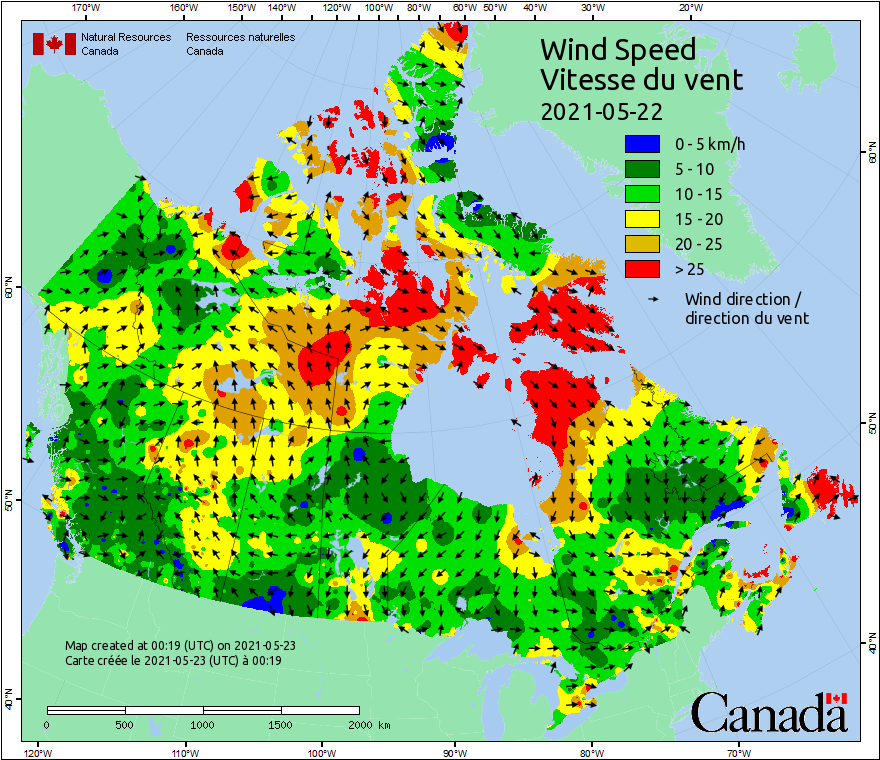 170°W 160°W 150°W 140°W 130°W 120°W 110°W 100°W 90°W 80°W 70°W 60°W 50°W 40°W 30°W 20°W
Natural Resources Canada
Ressources naturelles Canada
Wind Speed
Vitesse du vent
2021-05-22
0 - 5 km/h
5 - 10
10 - 15
15 - 20
20 - 25
> 25
Wind direction /
direction du vent
60°N
50°N
40°N
60°N
50°N
40°N
Map created at 00:19 (UTC) on 2021-05-23
Carte créée le 2021-05-23 (UTC) à 00:19
0 500 1000 1500 2000 km
Canada
120°W 110°W 100°W 90°W 80°W 70°W